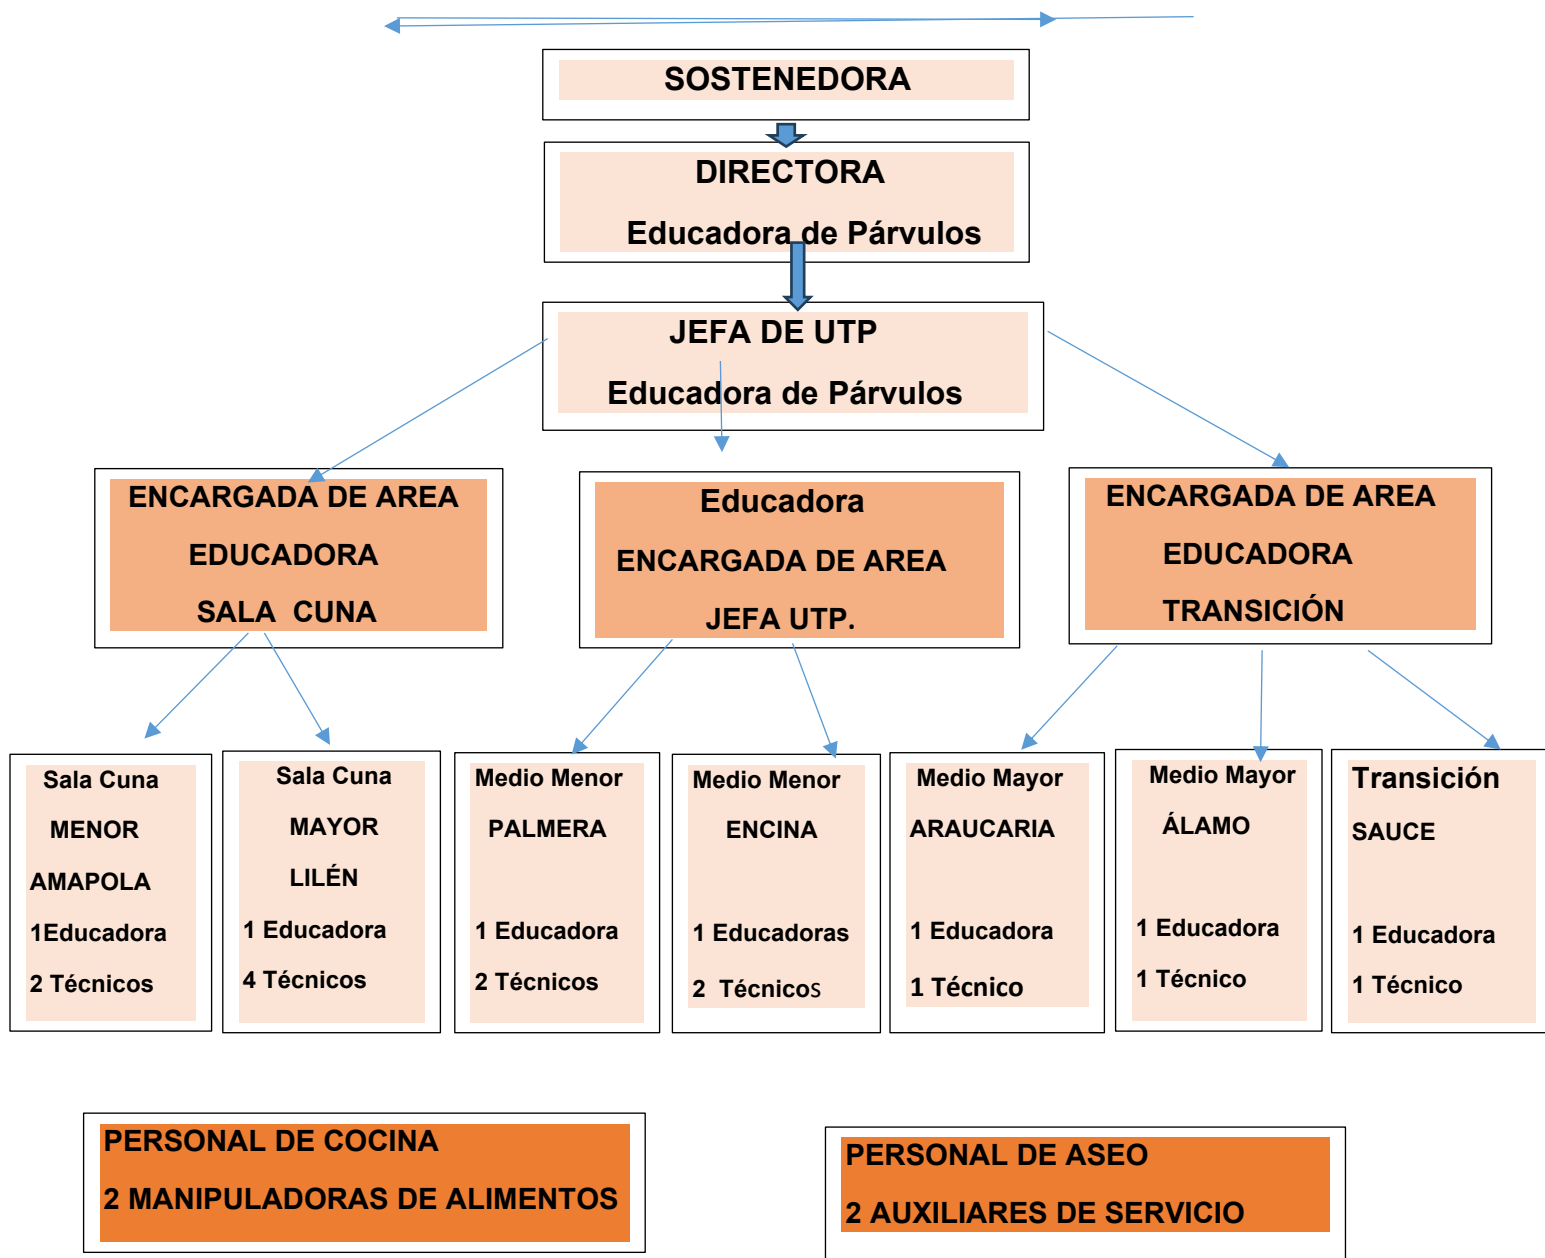 SOSTENEDORA
DIRECTORA
Educadora de Párvulos
JEFA DE UTP
Educadora de Párvulos
ENCARGADA DE AREA
EDUCADORA
SALA CUNA
Educadora
ENCARGADA DE AREA
JEFA UTP.
ENCARGADA DE AREA
EDUCADORA
TRANSICIÓN
Sala Cuna
MENOR
AMAPOLA
1Educadora
2 Técnicos
Sala Cuna
MAYOR
LILÉN
1 Educadora
4 Técnicos
Medio Menor
PALMERA
1 Educadora
2 Técnicos
Medio Menor
ENCINA
1 Educadoras
2 Técnicos
Medio Mayor
ARAUCARIA
1 Educadora
1 Técnico
Medio Mayor
ÁLAMO
1 Educadora
1 Técnico
Transición
SAUCE
1 Educadora
1 Técnico
PERSONAL DE COCINA
2 MANIPULADORAS DE ALIMENTOS
PERSONAL DE ASEO
2 AUXILIARES DE SERVICIO